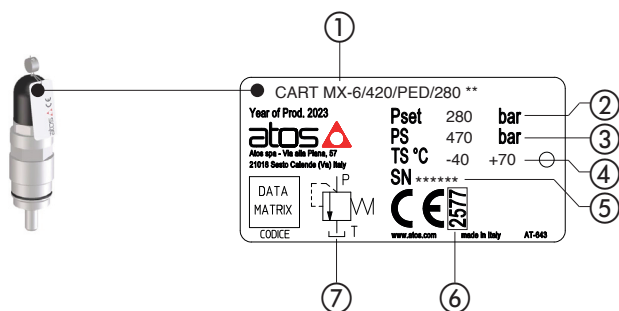 ①
CART MX-6/420/PED/280 **
Year of Prod. 2023
atos
Atos spa - Via alla Piana, 57
21018 Sesto Calende (Va) Italy
Pset 280 bar
②
PS 470 bar
③
TS °C -40 +70
④
SN ******
⑤
DATA
MATRIX
CODICE
P
T
CE
2577
www.atos.com made in Italy AT-643
⑦
⑥